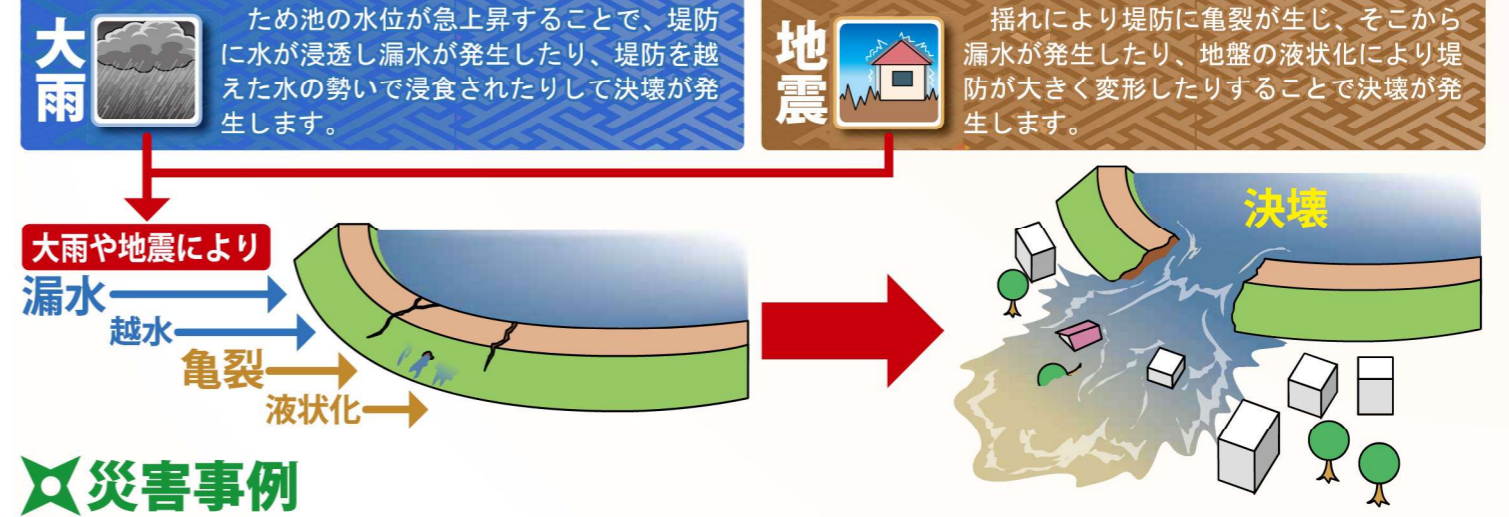 大雨
ため池の水位が急上昇することで、堤防
に水が浸透し漏水が発生したり、堤防を越
えた水の勢いで浸食されたりして決壊が発
生します。
地震
揺れにより堤防に亀裂が生じ、そこから
漏水が発生したり、地盤の液状化により堤
防が大きく変形したりすることで決壊が発
生します。
大雨や地震により
漏水
越水
亀裂
液状化
決壊
災害事例